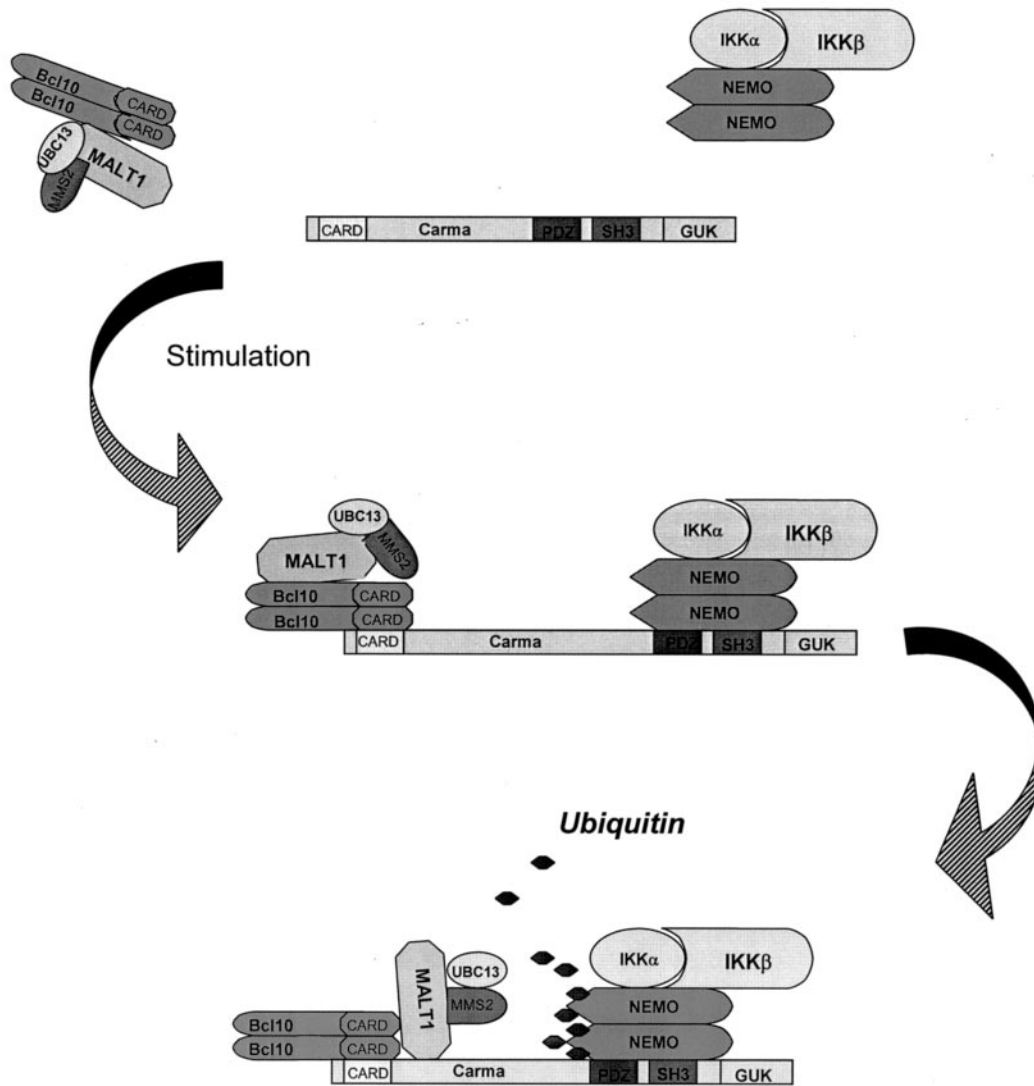 IKKα IKKβ
NEMO
NEMO
Bcl10 CARD
Bcl10 CARD
UBC13 MALT1
MMS2
CARD Carma PDZ SH3 GUK
Stimulation
UBC13
MMS2
MALT1
Bcl10 CARD
Bcl10 CARD
IKKα IKKβ
NEMO
NEMO
CARD Carma PDZ SH3 GUK
Ubiquitin
MALT1
UBC13
MMS2
IKKα IKKβ
NEMO
NEMO
Bcl10 CARD
Bcl10 CARD
CARD Carma PDZ SH3 GUK